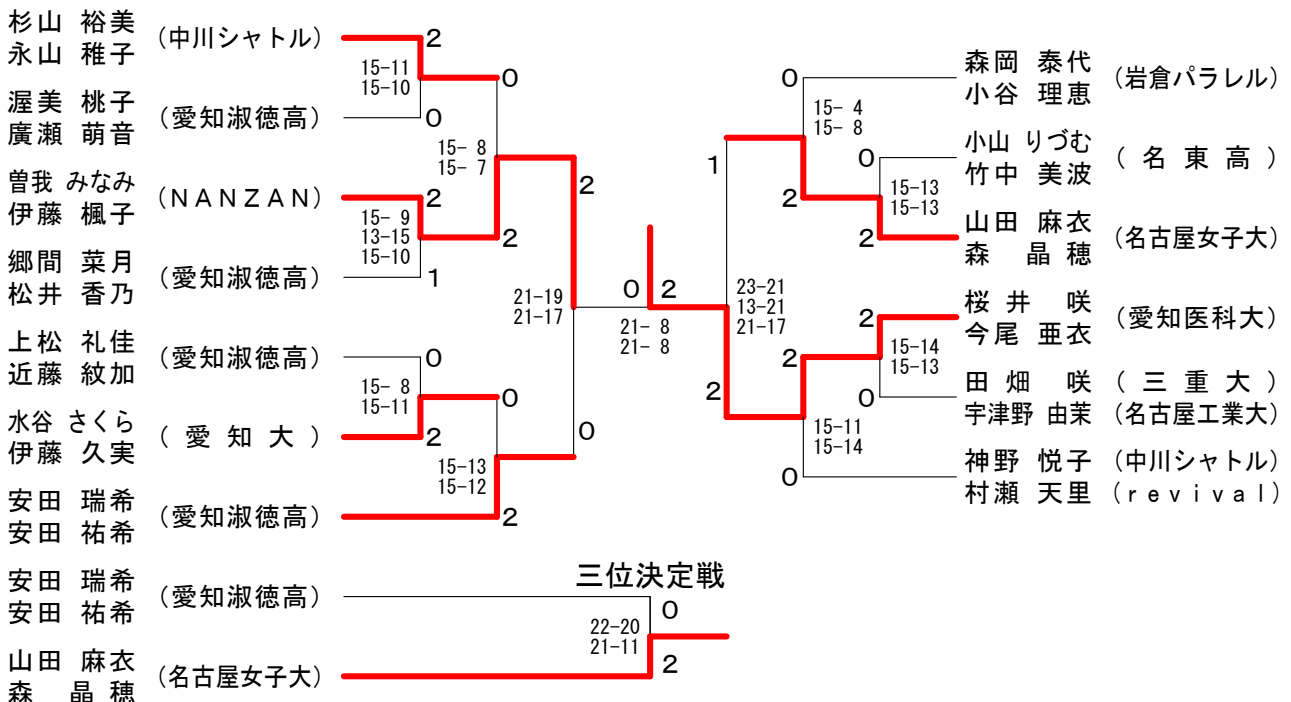 杉山 裕美
永山 稚子
(中川シャトル)
2
15-11
15-10
0
渥美 桃子
廣瀬 萌音
(愛知淑徳高)
0
15- 8
15- 7
2
曽我 みなみ
伊藤 楓子
(NANZAN)
2
15- 9
13-15
15-10
2
郷間 菜月
松井 香乃
(愛知淑徳高)
1
21-19
21-17
0
上松 礼佳
近藤 紋加
(愛知淑徳高)
0
15- 8
15-11
0
水谷 さくら
伊藤 久実
(愛知大)
2
15-13
15-12
0
安田 瑞希
安田 祐希
(愛知淑徳高)
2
2
21- 8
21- 8
森岡 泰代
小谷 理恵
(岩倉パラレル)
0
15- 4
15- 8
1
小山 りづむ
竹中 美波
(名東高)
0
15-13
15-13
2
山田 麻衣
森 晶穂
(名古屋女子大)
2
23-21
13-21
21-17
桜井 咲
今尾 亜衣
(愛知医科大)
2
15-14
15-13
2
2
田畑 咲 (三重大)
宇津野 由茉 (名古屋工業大)
0
15-11
15-14
神野 悦子 (中川シャトル)
村瀬 天里 (revival)
0
三位決定戦
安田 瑞希
安田 祐希
(愛知淑徳高)
0
22-20
21-11
山田 麻衣
森 晶穂
(名古屋女子大)
2